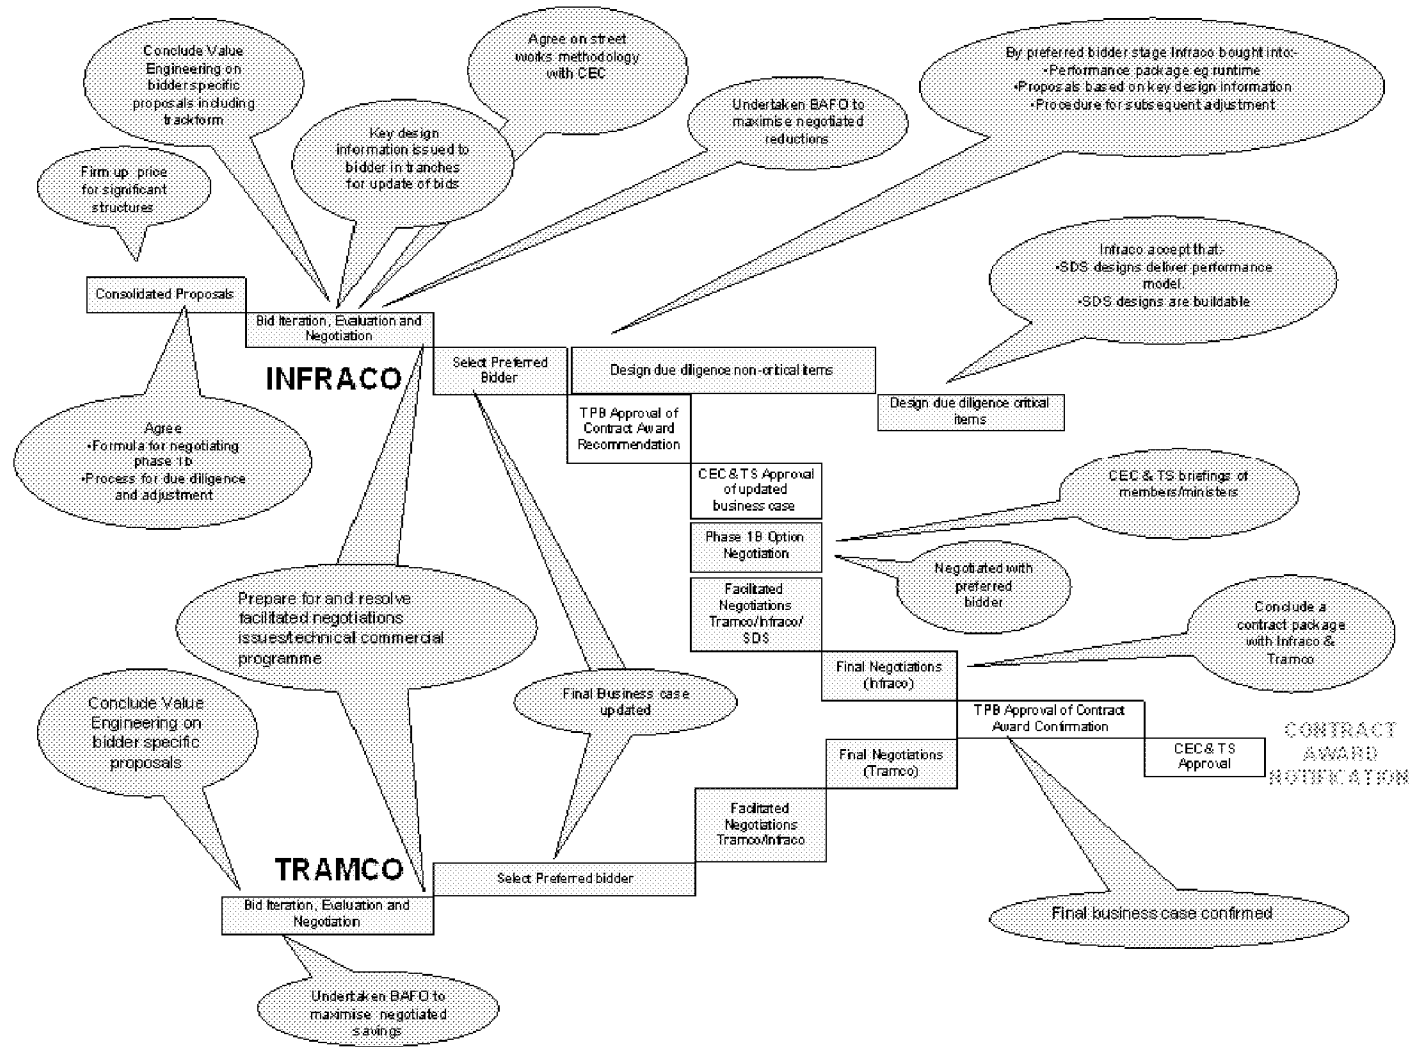 Conclude Value
Engineering on
bidder specific
proposals including
trackform
Agree on street
works methodology
with CEC
By preferred bidder stage Infraco bought into:-
•Performance package eg runtime
•Proposals based on key design information
•Procedure for subsequent adjustment
Undertaken BAFO to
maximise negotiated
reductions
Key design
information issued to
bidder in tranches
for update of bids
Firm up price
for significant
structures
Infraco accept that:-
•SDS designs deliver performance
model.
•SDS designs are buildable
Consolidated Proposals
Bid Iteration, Evaluation and
Negotiation
INFRACO
Select Preferred
Bidder
Design due diligence non-critical items
Design due diligence critical
items
TPB Approval of
Contract Award
Recommendation
Agree
•Formula for negotiating
phase 1b
•Process for due diligence
and adjustment
CEC & TS Approval
of updated
business case
CEC & TS briefings of
members/ministers
Phase 1B Option
Negotiation
Negotiated with
preferred
bidder
Facilitated
Negotiations
Tramco/Infraco/
SDS
Prepare for and resolve
facilitated negotiations
issues/technical commercial
programme
Conclude a
contract package
with Infraco &
Tramco
Final Negotiations
(Infraco)
Final Business case
updated
Conclude Value
Engineering on
bidder specific
proposals
TPB Approval of Contract
Award Confirmation
CEC & TS
Approval
CONTRACT
AWARD
NOTIFICATION
Final Negotiations
(Tramco)
Facilitated
Negotiations
Tramco/Infraco
TRAMCO
Select Preferred bidder
Bid Iteration, Evaluation and
Negotiation
Final business case confirmed
Undertaken BAFO to
maximise negotiated
savings